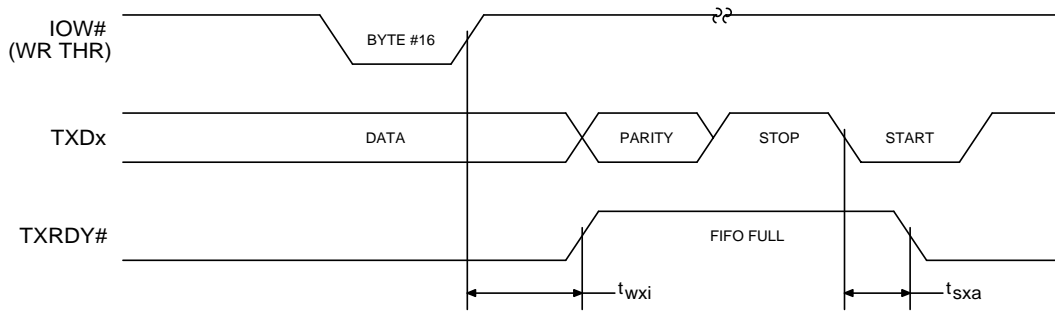 IOW#
(WR THR)
BYTE #16
TXDx
DATA
PARITY
STOP
START
TXRDY#
FIFO FULL
twxi
tsxa